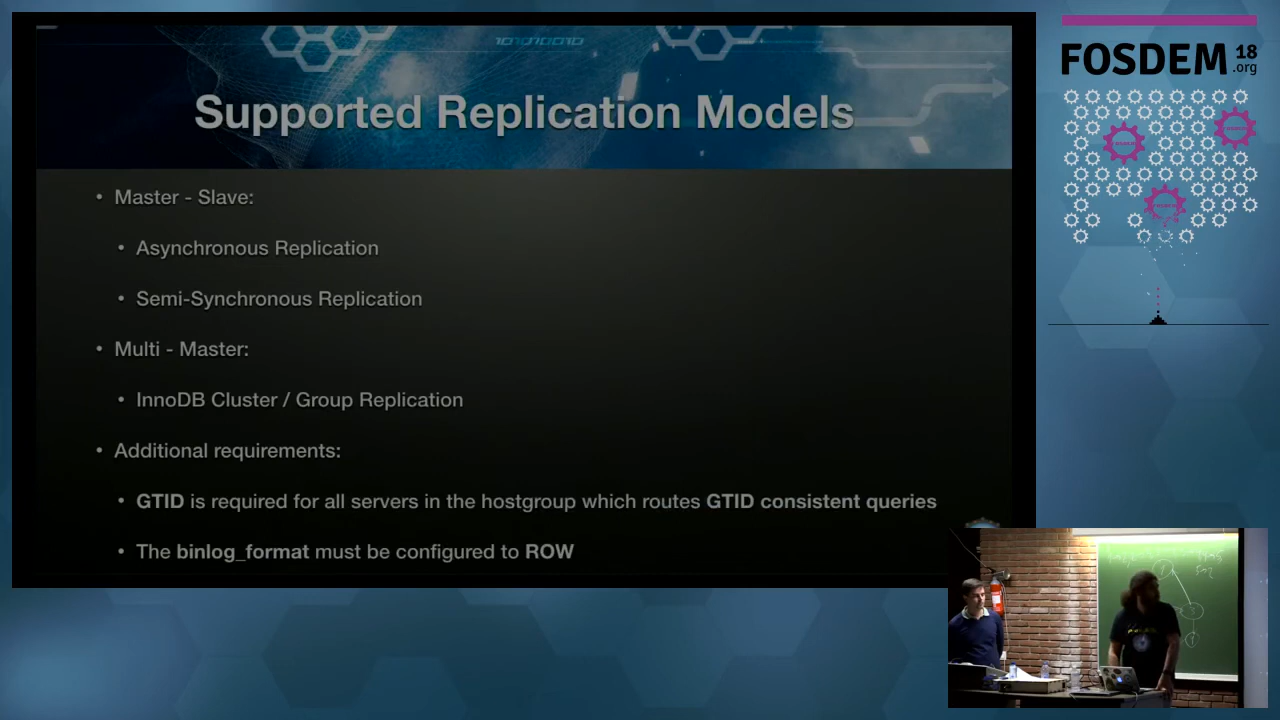 Supported Replication Models
• Master - Slave:
• Asynchronous Replication
• Semi-Synchronous Replication
• Multi - Master:
• InnoDB Cluster / Group Replication
• Additional requirements:
• GTID is required for all servers in the hostgroup which routes GTID consistent queries
• The binlog_format must be configured to ROW
FOSDEM 18
.org